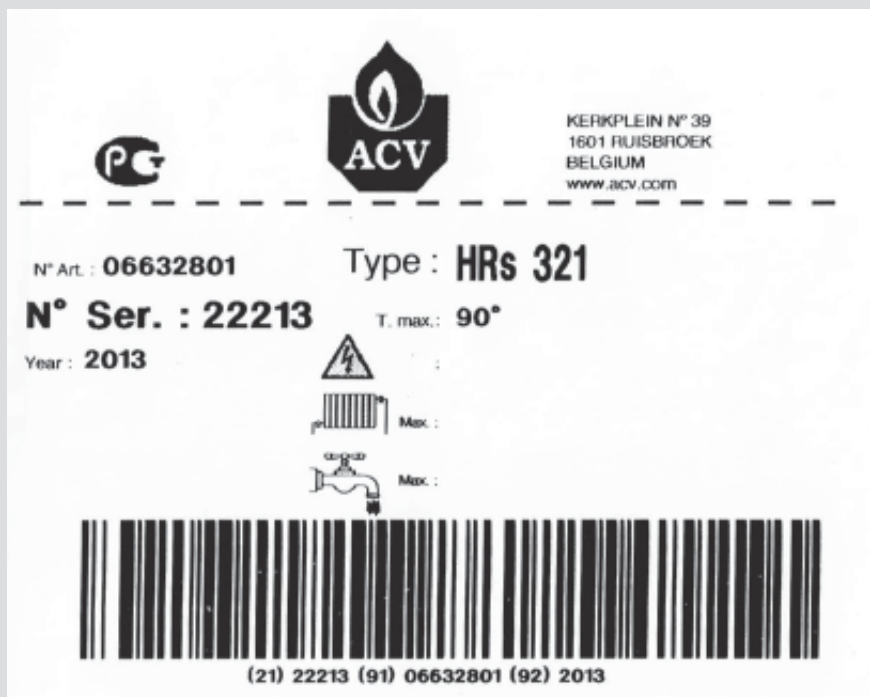 ACV
KERKPLEIN N° 39
1601 RUISBROEK
BELGIUM
www.acv.com
N° Art. : 06632801
Type : HRs 321
N° Ser. : 22213
T. max.: 90°
Year : 2013
:
Max. :
Max. :
(21) 22213 (91) 06632801 (92) 2013